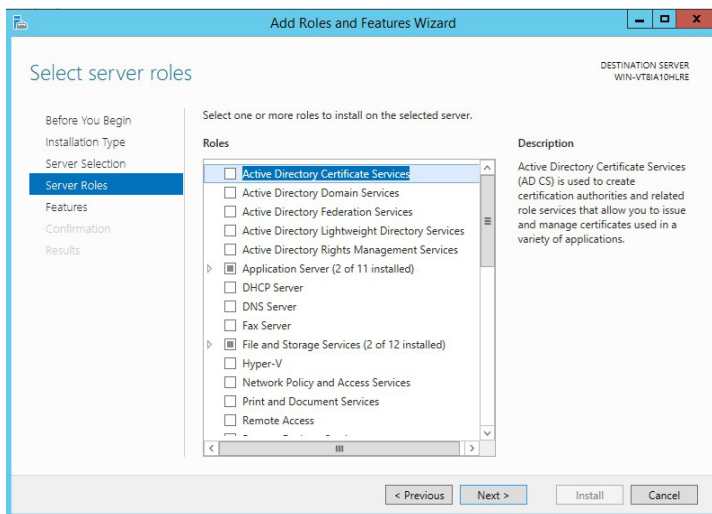 Add Roles and Features Wizard
Select server roles
DESTINATION SERVER
WIN-VT8IA10HLRE
Before You Begin
Installation Type
Server Selection
Server Roles
Features
Confirmation
Results
Select one or more roles to install on the selected server.
Roles
Active Directory Certificate Services
Active Directory Domain Services
Active Directory Federation Services
Active Directory Lightweight Directory Services
Active Directory Rights Management Services
Application Server (2 of 11 installed)
DHCP Server
DNS Server
Fax Server
File and Storage Services (2 of 12 installed)
Hyper-V
Network Policy and Access Services
Print and Document Services
Remote Access
Description
Active Directory Certificate Services
(AD CS) is used to create
certification authorities and related
role services that allow you to issue
and manage certificates used in a
variety of applications.
< Previous
Next >
Install
Cancel